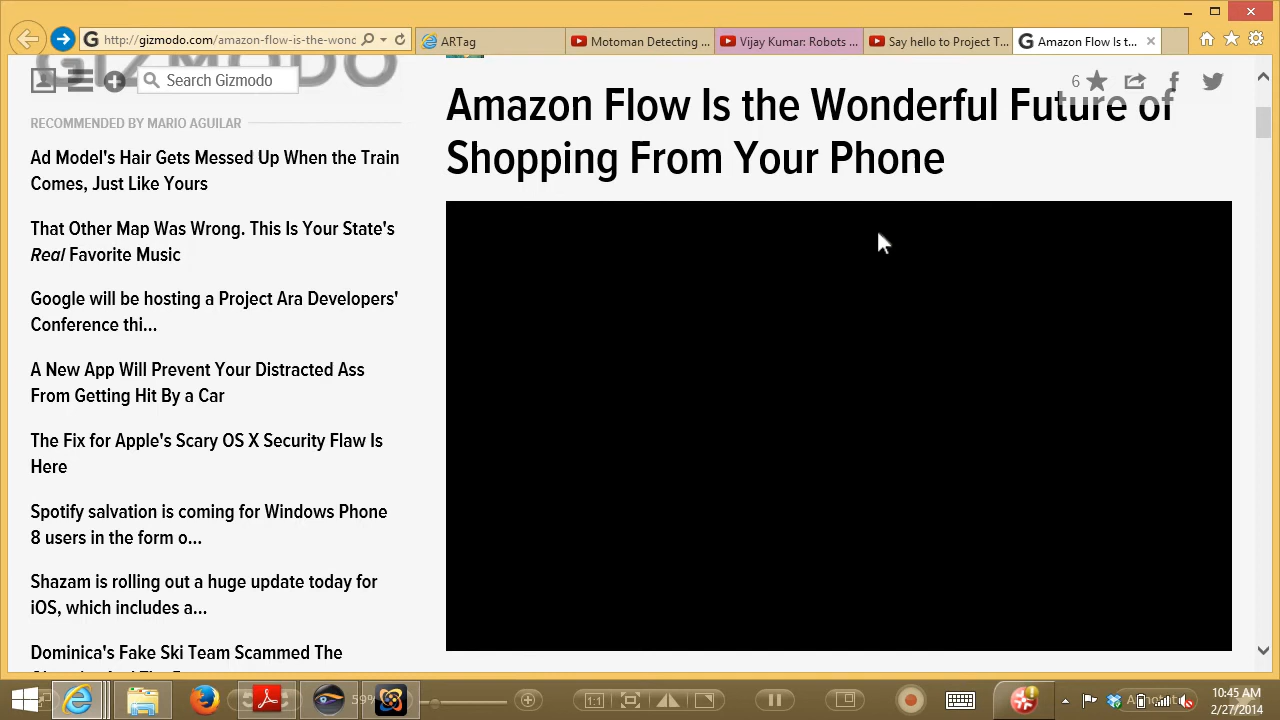 http://gizmodo.com/amazon-flow-is-the-wonc
ARTag
Motoman Detecting ...
Vijay Kumar: Robots ...
Say hello to Project T...
Amazon Flow Is t...
GIZMODO
Search Gizmodo
6
RECOMMENDED BY MARIO AGUILAR
Ad Model's Hair Gets Messed Up When the Train
Comes, Just Like Yours
That Other Map Was Wrong. This Is Your State's
Real Favorite Music
Google will be hosting a Project Ara Developers'
Conference thi...
A New App Will Prevent Your Distracted Ass
From Getting Hit By a Car
The Fix for Apple's Scary OS X Security Flaw Is
Here
Spotify salvation is coming for Windows Phone
8 users in the form o...
Shazam is rolling out a huge update today for
iOS, which includes a...
Dominica's Fake Ski Team Scammed The
Amazon Flow Is the Wonderful Future of
Shopping From Your Phone
59%
1:1
10:45 AM
2/27/2014